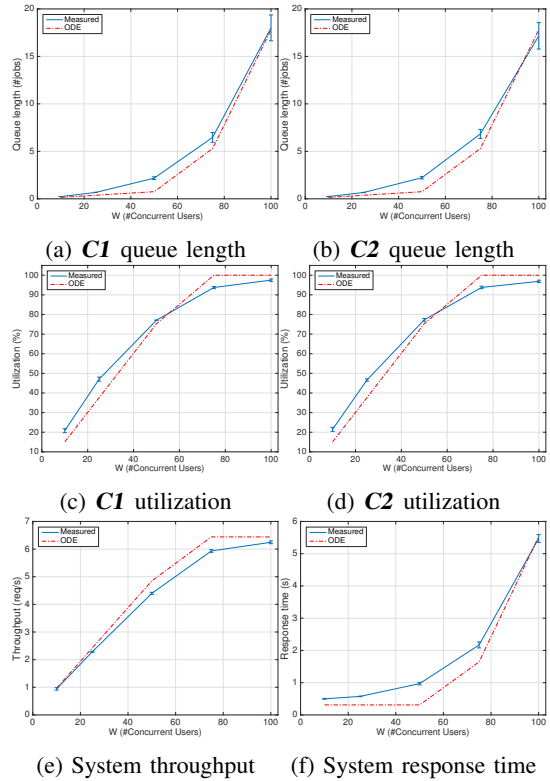 20
15
10
5
0
Queue length (#jobs)
Measured
ODE
0 20 40 60 80 100
W (#Concurrent Users)
(a) C1 queue length
20
15
10
5
0
Queue length (#jobs)
Measured
ODE
0 20 40 60 80 100
W (#Concurrent Users)
(b) C2 queue length
100
90
80
70
60
50
40
30
20
10
Utilization (%)
Measured
ODE
0 20 40 60 80 100
W (#Concurrent Users)
(c) C1 utilization
100
90
80
70
60
50
40
30
20
10
Utilization (%)
Measured
ODE
0 20 40 60 80 100
W (#Concurrent Users)
(d) C2 utilization
7
6
5
4
3
2
1
0
Throughput (req/s)
Measured
ODE
0 20 40 60 80 100
W (#Concurrent Users)
(e) System throughput
6
5
4
3
2
1
0
Response time (s)
Measured
ODE
0 20 40 60 80 100
W (#Concurrent Users)
(f) System response time